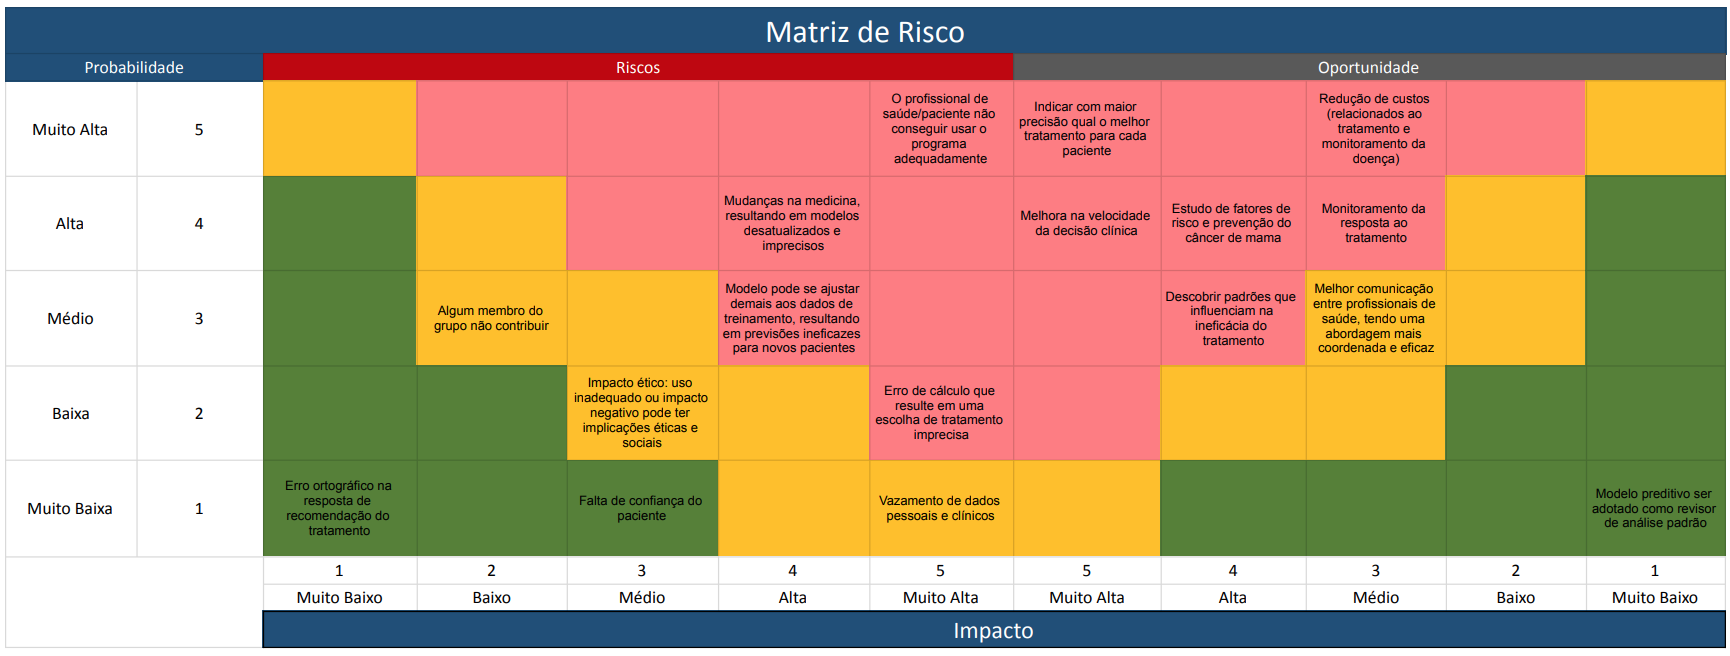 Matriz de Risco
Probabilidade
Riscos
Oportunidade
Muito Alta
5
O profissional de
saúde/paciente não
conseguir usar o
programa
adequadamente
Indicar com maior
precisão qual o melhor
tratamento para cada
paciente
Redução de custos
(relacionados ao
tratamento e
monitoramento da
doença)
Alta
4
Mudanças na medicina,
resultando em modelos
desatualizados e
imprecisos
Melhora na velocidade
da decisão clínica
Estudo de fatores de
risco e prevenção do
câncer de mama
Monitoramento da
resposta ao
tratamento
Médio
3
Algum membro do
grupo não contribuir
Modelo pode se ajustar
demais aos dados de
treinamento, resultando
em previsões ineficazes
para novos pacientes
Descobrir padrões que
influenciam na
ineficácia do
tratamento
Melhor comunicação
entre profissionais de
saúde, tendo uma
abordagem mais
coordenada e eficaz
Baixa
2
Impacto ético: uso
inadequado ou impacto
negativo pode ter
implicações éticas e
sociais
Erro de cálculo que
resulte em uma
escolha de tratamento
imprecisa
Muito Baixa
1
Erro ortográfico na
resposta de
recomendação do
tratamento
Falta de confiança do
paciente
Vazamento de dados
pessoais e clínicos
Modelo preditivo ser
adotado como revisor
de análise padrão
1
2
3
4
5
5
4
3
2
1
Muito Baixo
Baixo
Médio
Alta
Muito Alta
Muito Alta
Alta
Médio
Baixo
Muito Baixo
Impacto